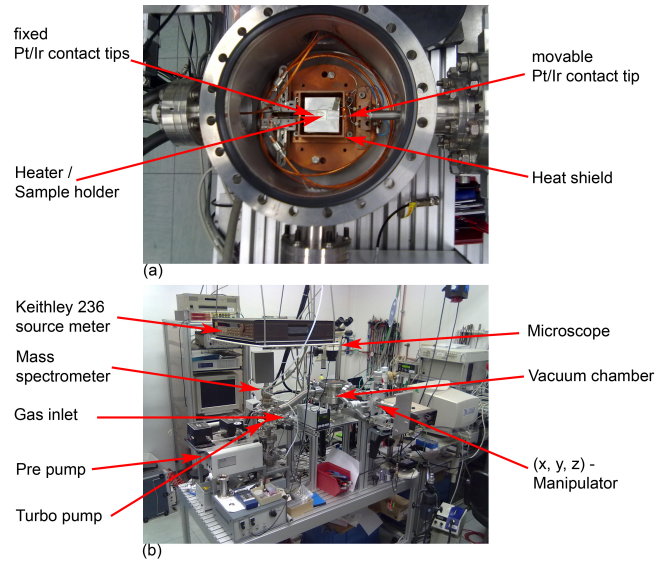 fixed
Pt/Ir contact tips
movable
Pt/Ir contact tip
Heater /
Sample holder
Heat shield
(a)
Keithley 236
source meter
Microscope
Mass
spectrometer
Vacuum chamber
Gas inlet
Pre pump
(x, y, z) -
Manipulator
Turbo pump
(b)